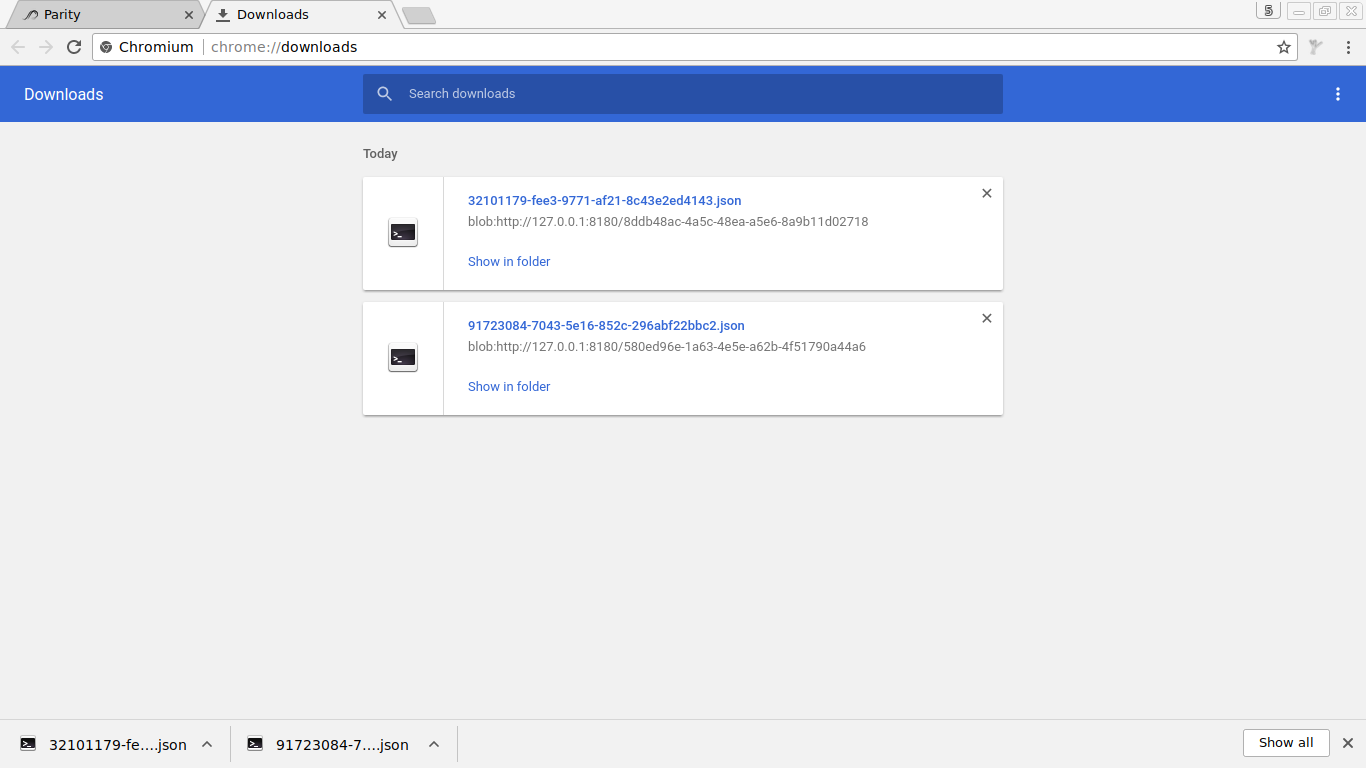 Parity
Downloads
5
Chromium chrome://downloads
Downloads
Search downloads
Today
32101179-fee3-9771-af21-8c43e2ed4143.json
blob:http://127.0.0.1:8180/8ddb48ac-4a5c-48ea-a5e6-8a9b11d02718
Show in folder
91723084-7043-5e16-852c-296abf22bbc2.json
blob:http://127.0.0.1:8180/580ed96e-1a63-4e5e-a62b-4f51790a44a6
Show in folder
32101179-fe....json
91723084-7....json
Show all